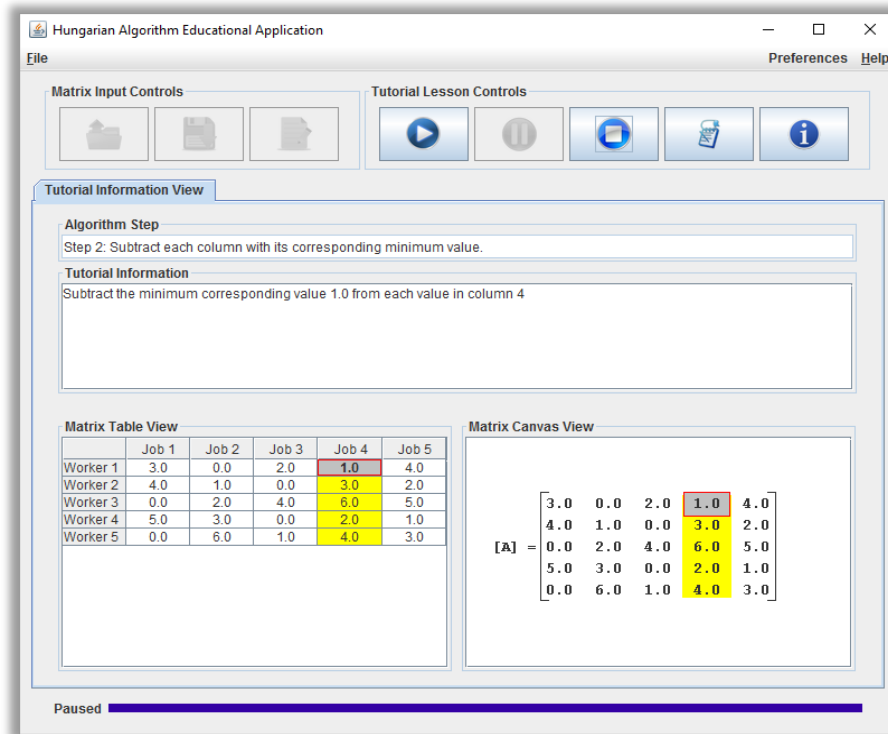 Hungarian Algorithm Educational Application
File Preferences Help
Matrix Input Controls Tutorial Lesson Controls
Tutorial Information View
Algorithm Step
Step 2: Subtract each column with its corresponding minimum value.
Tutorial Information
Subtract the minimum corresponding value 1.0 from each value in column 4
Matrix Table View
Job 1 Job 2 Job 3 Job 4 Job 5
Worker 1 3.0 0.0 2.0 1.0 4.0
Worker 2 4.0 1.0 0.0 3.0 2.0
Worker 3 0.0 2.0 4.0 6.0 5.0
Worker 4 5.0 3.0 0.0 2.0 1.0
Worker 5 0.0 6.0 1.0 4.0 3.0
Matrix Canvas View
3.0 0.0 2.0 1.0 4.0
4.0 1.0 0.0 3.0 2.0
[A] = 0.0 2.0 4.0 6.0 5.0
5.0 3.0 0.0 2.0 1.0
0.0 6.0 1.0 4.0 3.0
Paused